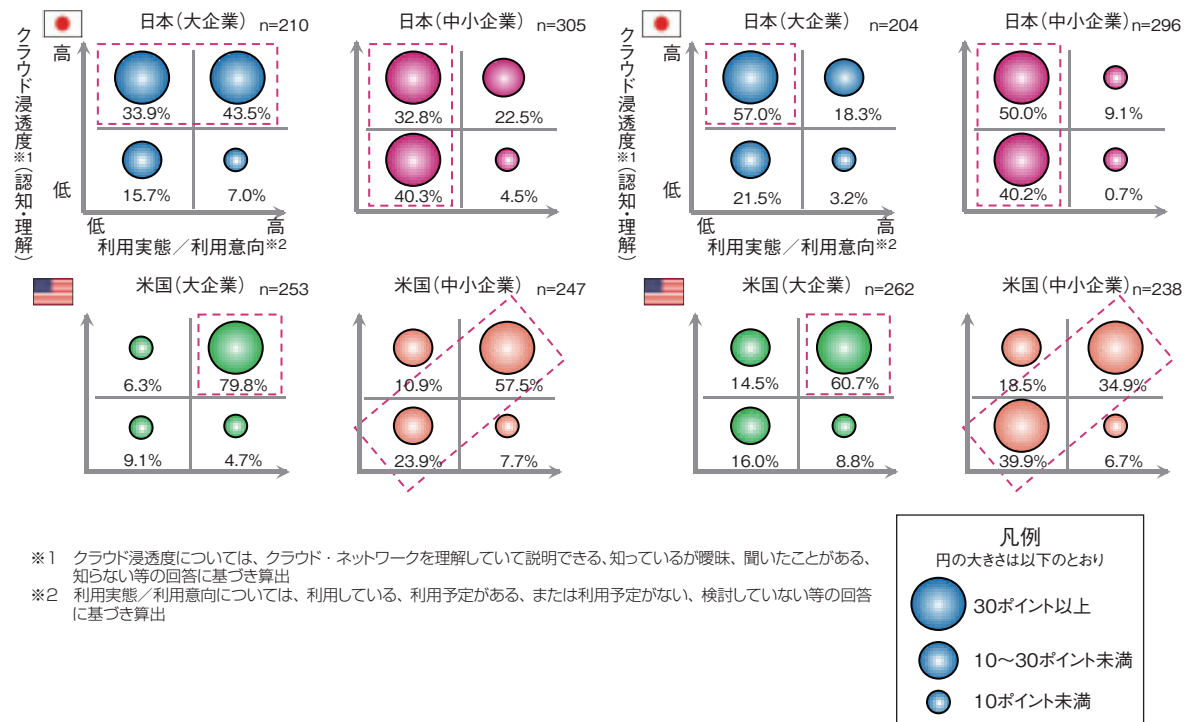 日本（大企業） n=210
クラウド浸透度※1（認知・理解）
高
33.9%
43.5%
低
15.7%
7.0%
低
高
利用実態／利用意向※2
日本（中小企業） n=305
32.8%
22.5%
40.3%
4.5%
日本（大企業） n=204
クラウド浸透度※1（認知・理解）
高
57.0%
18.3%
低
21.5%
3.2%
低
高
利用実態／利用意向※2
日本（中小企業） n=296
50.0%
9.1%
40.2%
0.7%
米国（大企業） n=253
6.3%
79.8%
9.1%
4.7%
米国（中小企業） n=247
10.9%
57.5%
23.9%
7.7%
米国（大企業） n=262
14.5%
60.7%
16.0%
8.8%
米国（中小企業） n=238
18.5%
34.9%
39.9%
6.7%
※1 クラウド浸透度については、クラウド・ネットワークを理解していて説明できる、知っているが曖昧、聞いたことがある、
知らない等の回答に基づき算出
※2 利用実態／利用意向については、利用している、利用予定がある、または利用予定がない、検討していない等の回答
に基づき算出
凡例
円の大きさは以下のとおり
30ポイント以上
10～30ポイント未満
10ポイント未満